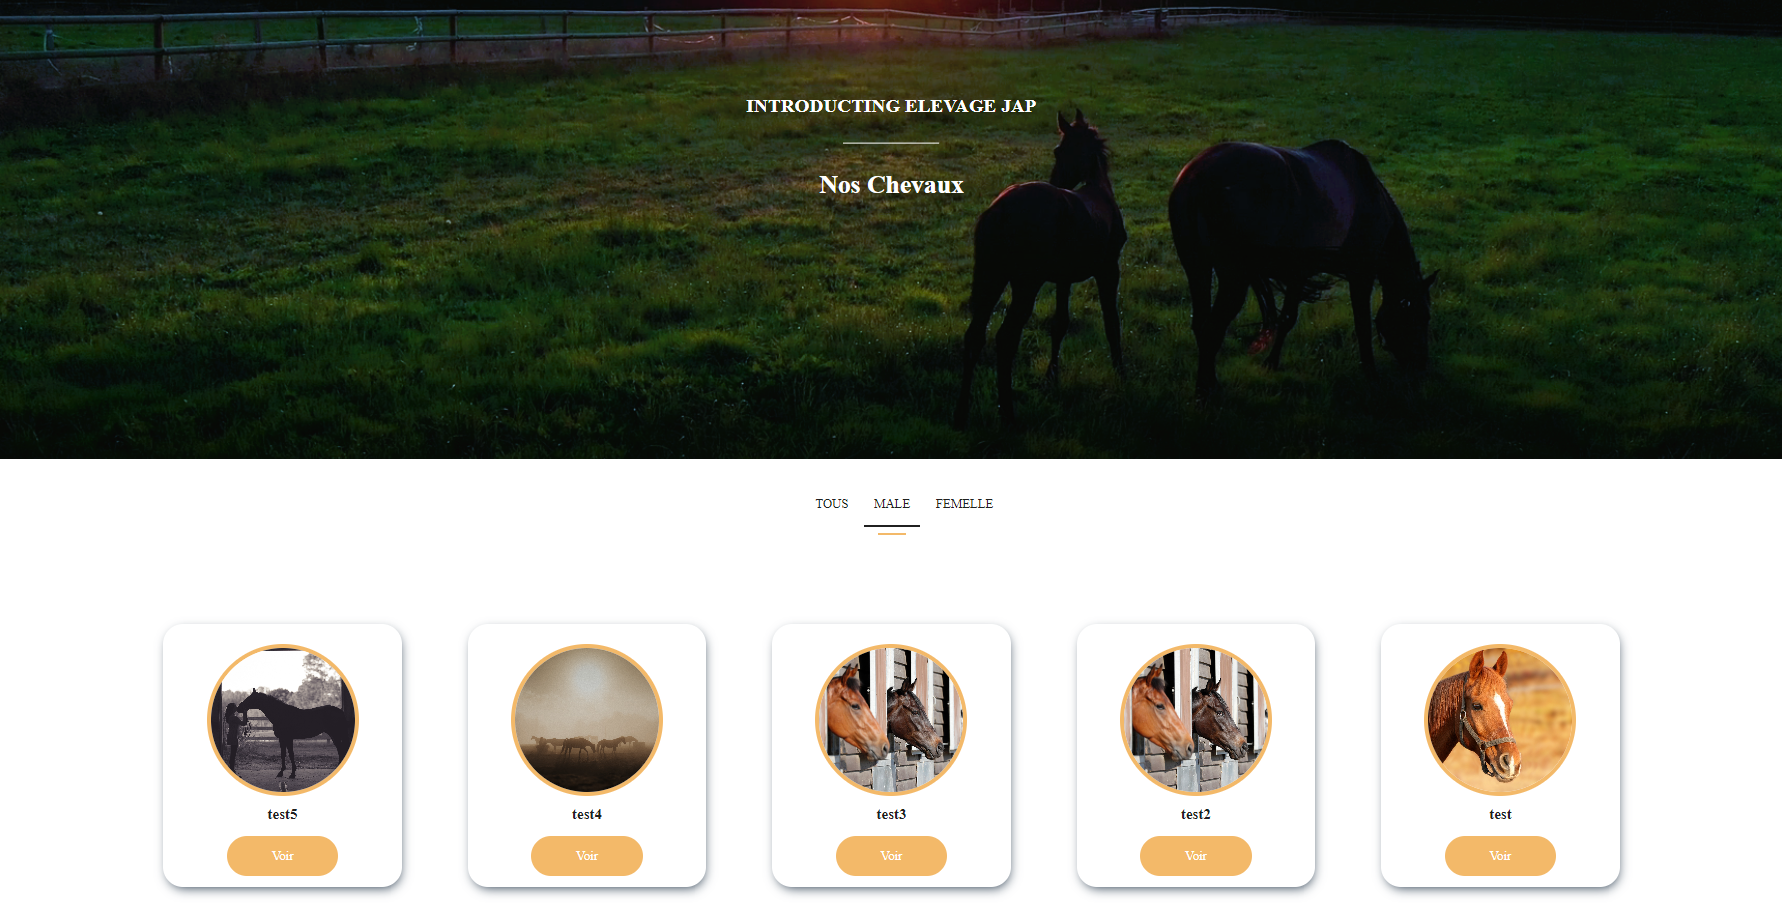 INTRODUCTING ELEVAGE JAP
Nos Chevaux
TOUS MALE FEMELLE
test5 test4 test3 test2 test
Voir Voir Voir Voir Voir